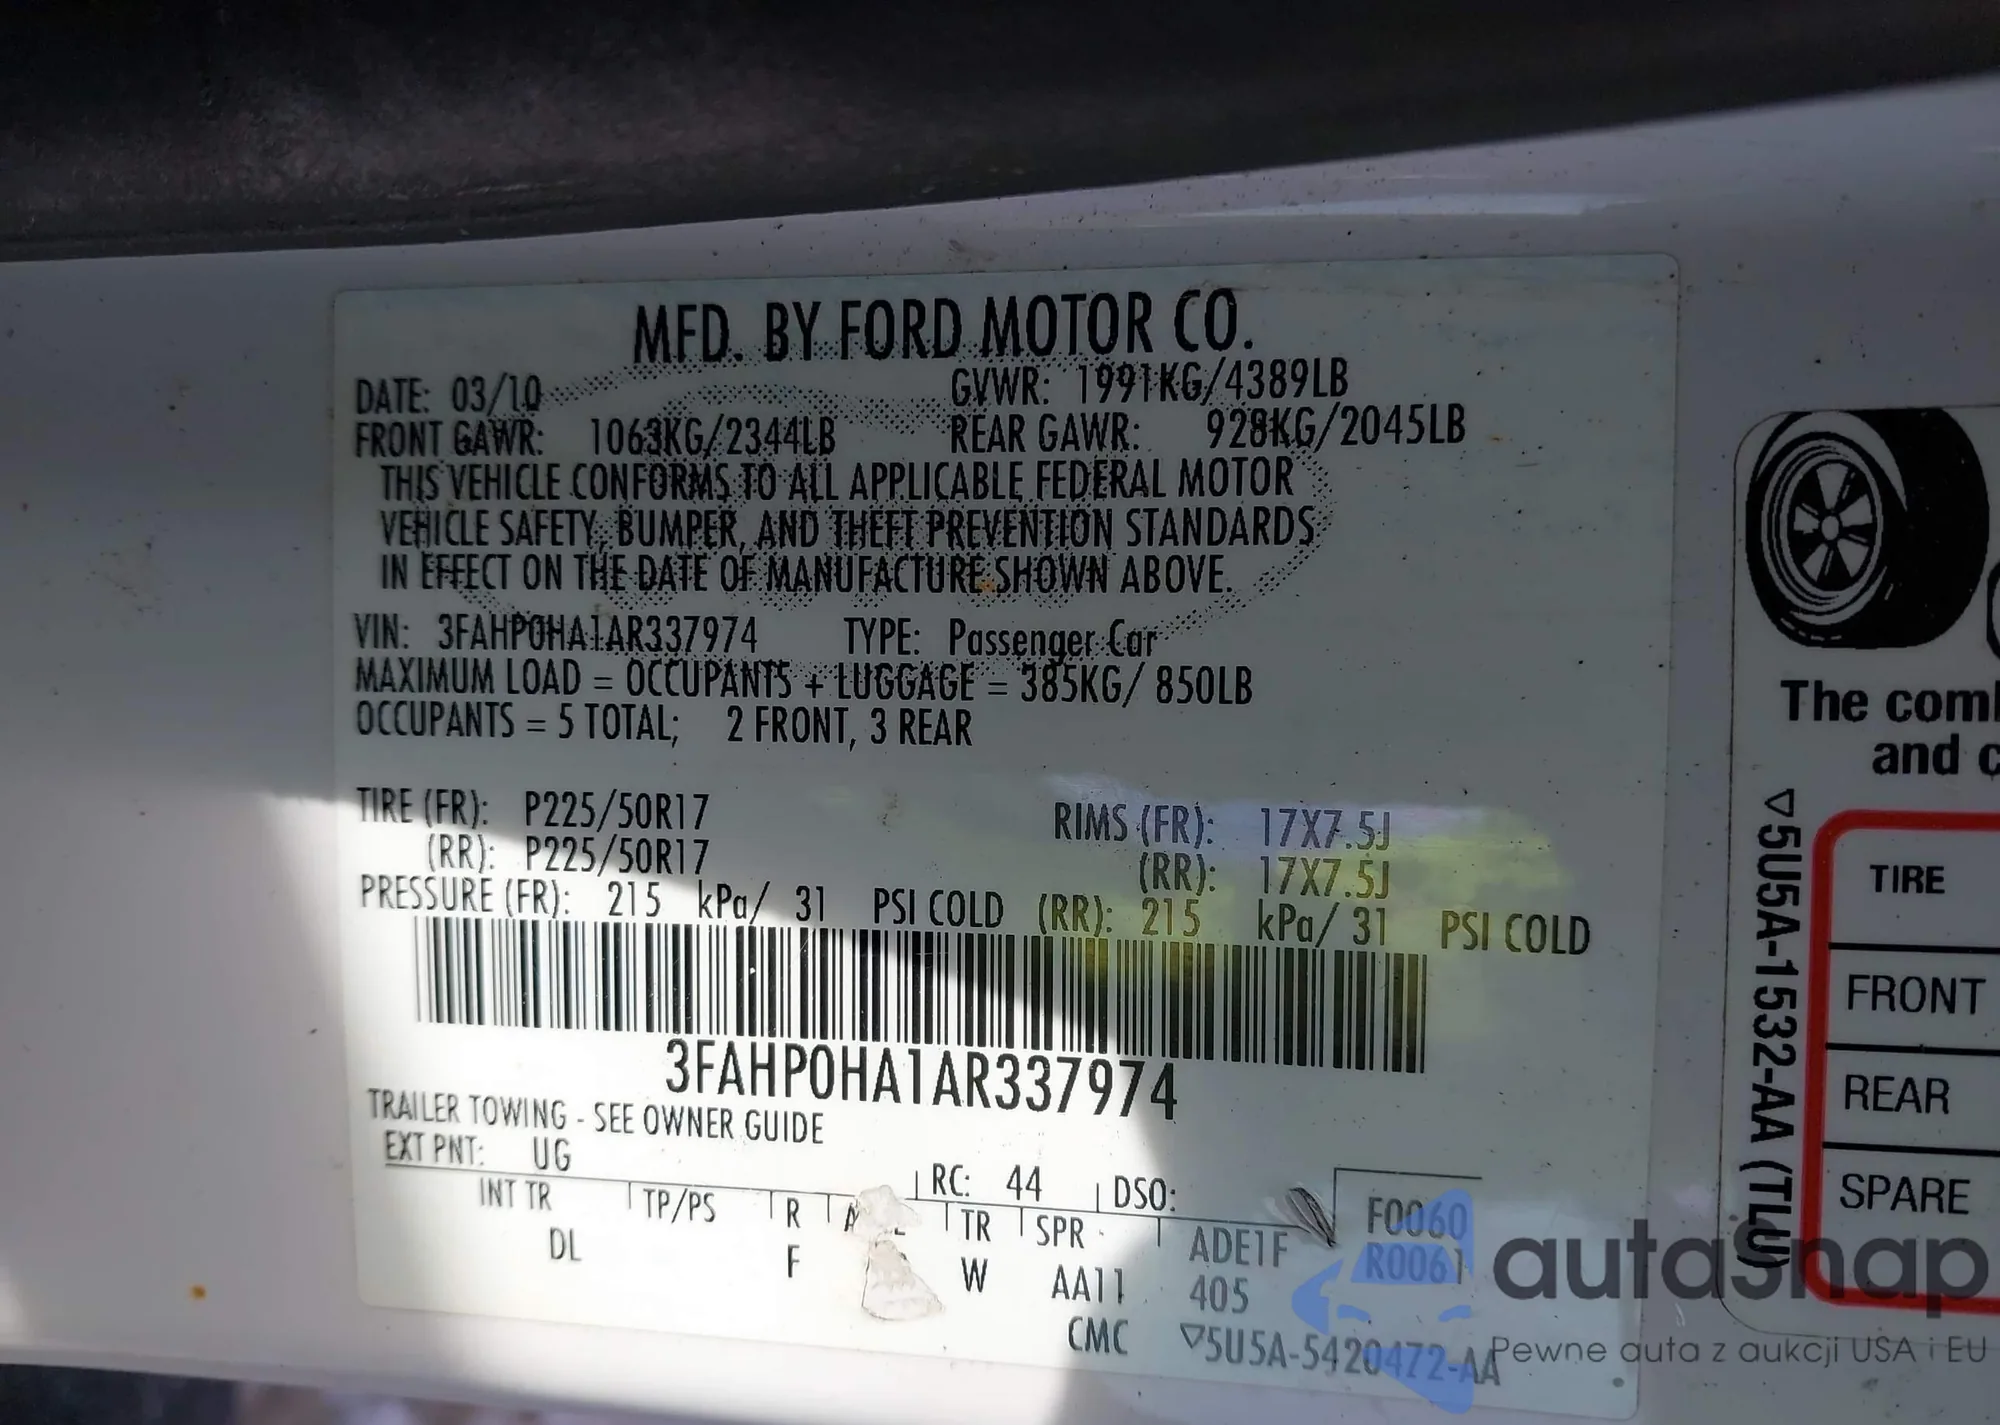 MFD. BY FORD MOTOR CO.
DATE: 03/10 GVWR: 1991KG/4389LB
FRONT GAWR: 1063KG/2344LB REAR GAWR: 928KG/2045LB
THIS VEHICLE CONFORMS TO ALL APPLICABLE FEDERAL MOTOR
VEHICLE SAFETY, BUMPER, AND THEFT PREVENTION STANDARDS
IN EFFECT ON THE DATE OF MANUFACTURE SHOWN ABOVE.
VIN: 3FAHP0HA1AR337974 TYPE: Passenger Car
MAXIMUM LOAD = OCCUPANTS + LUGGAGE = 385KG/ 850LB
OCCUPANTS = 5 TOTAL; 2 FRONT, 3 REAR
TIRE (FR): P225/50R17 RIMS (FR): 17X7.5J
(RR): P225/50R17 (RR): 17X7.5J
PRESSURE (FR): 215 kPa/ 31 PSI COLD (RR): 215 kPa/ 31 PSI COLD
3FAHP0HA1AR337974
TRAILER TOWING - SEE OWNER GUIDE
EXT PNT: UG RC: 44 DSO:
INT TR TP/PS R TR SPR ADE1F F0060
DL F W AA11 405 R0061
CMC ▽5U5A-5420472-AA
The
and
▽5U5A-1532-AA (TLU)
TIRE
FRONT
REAR
SPARE
autasnap
Pewne auta z aukcji USA i EU